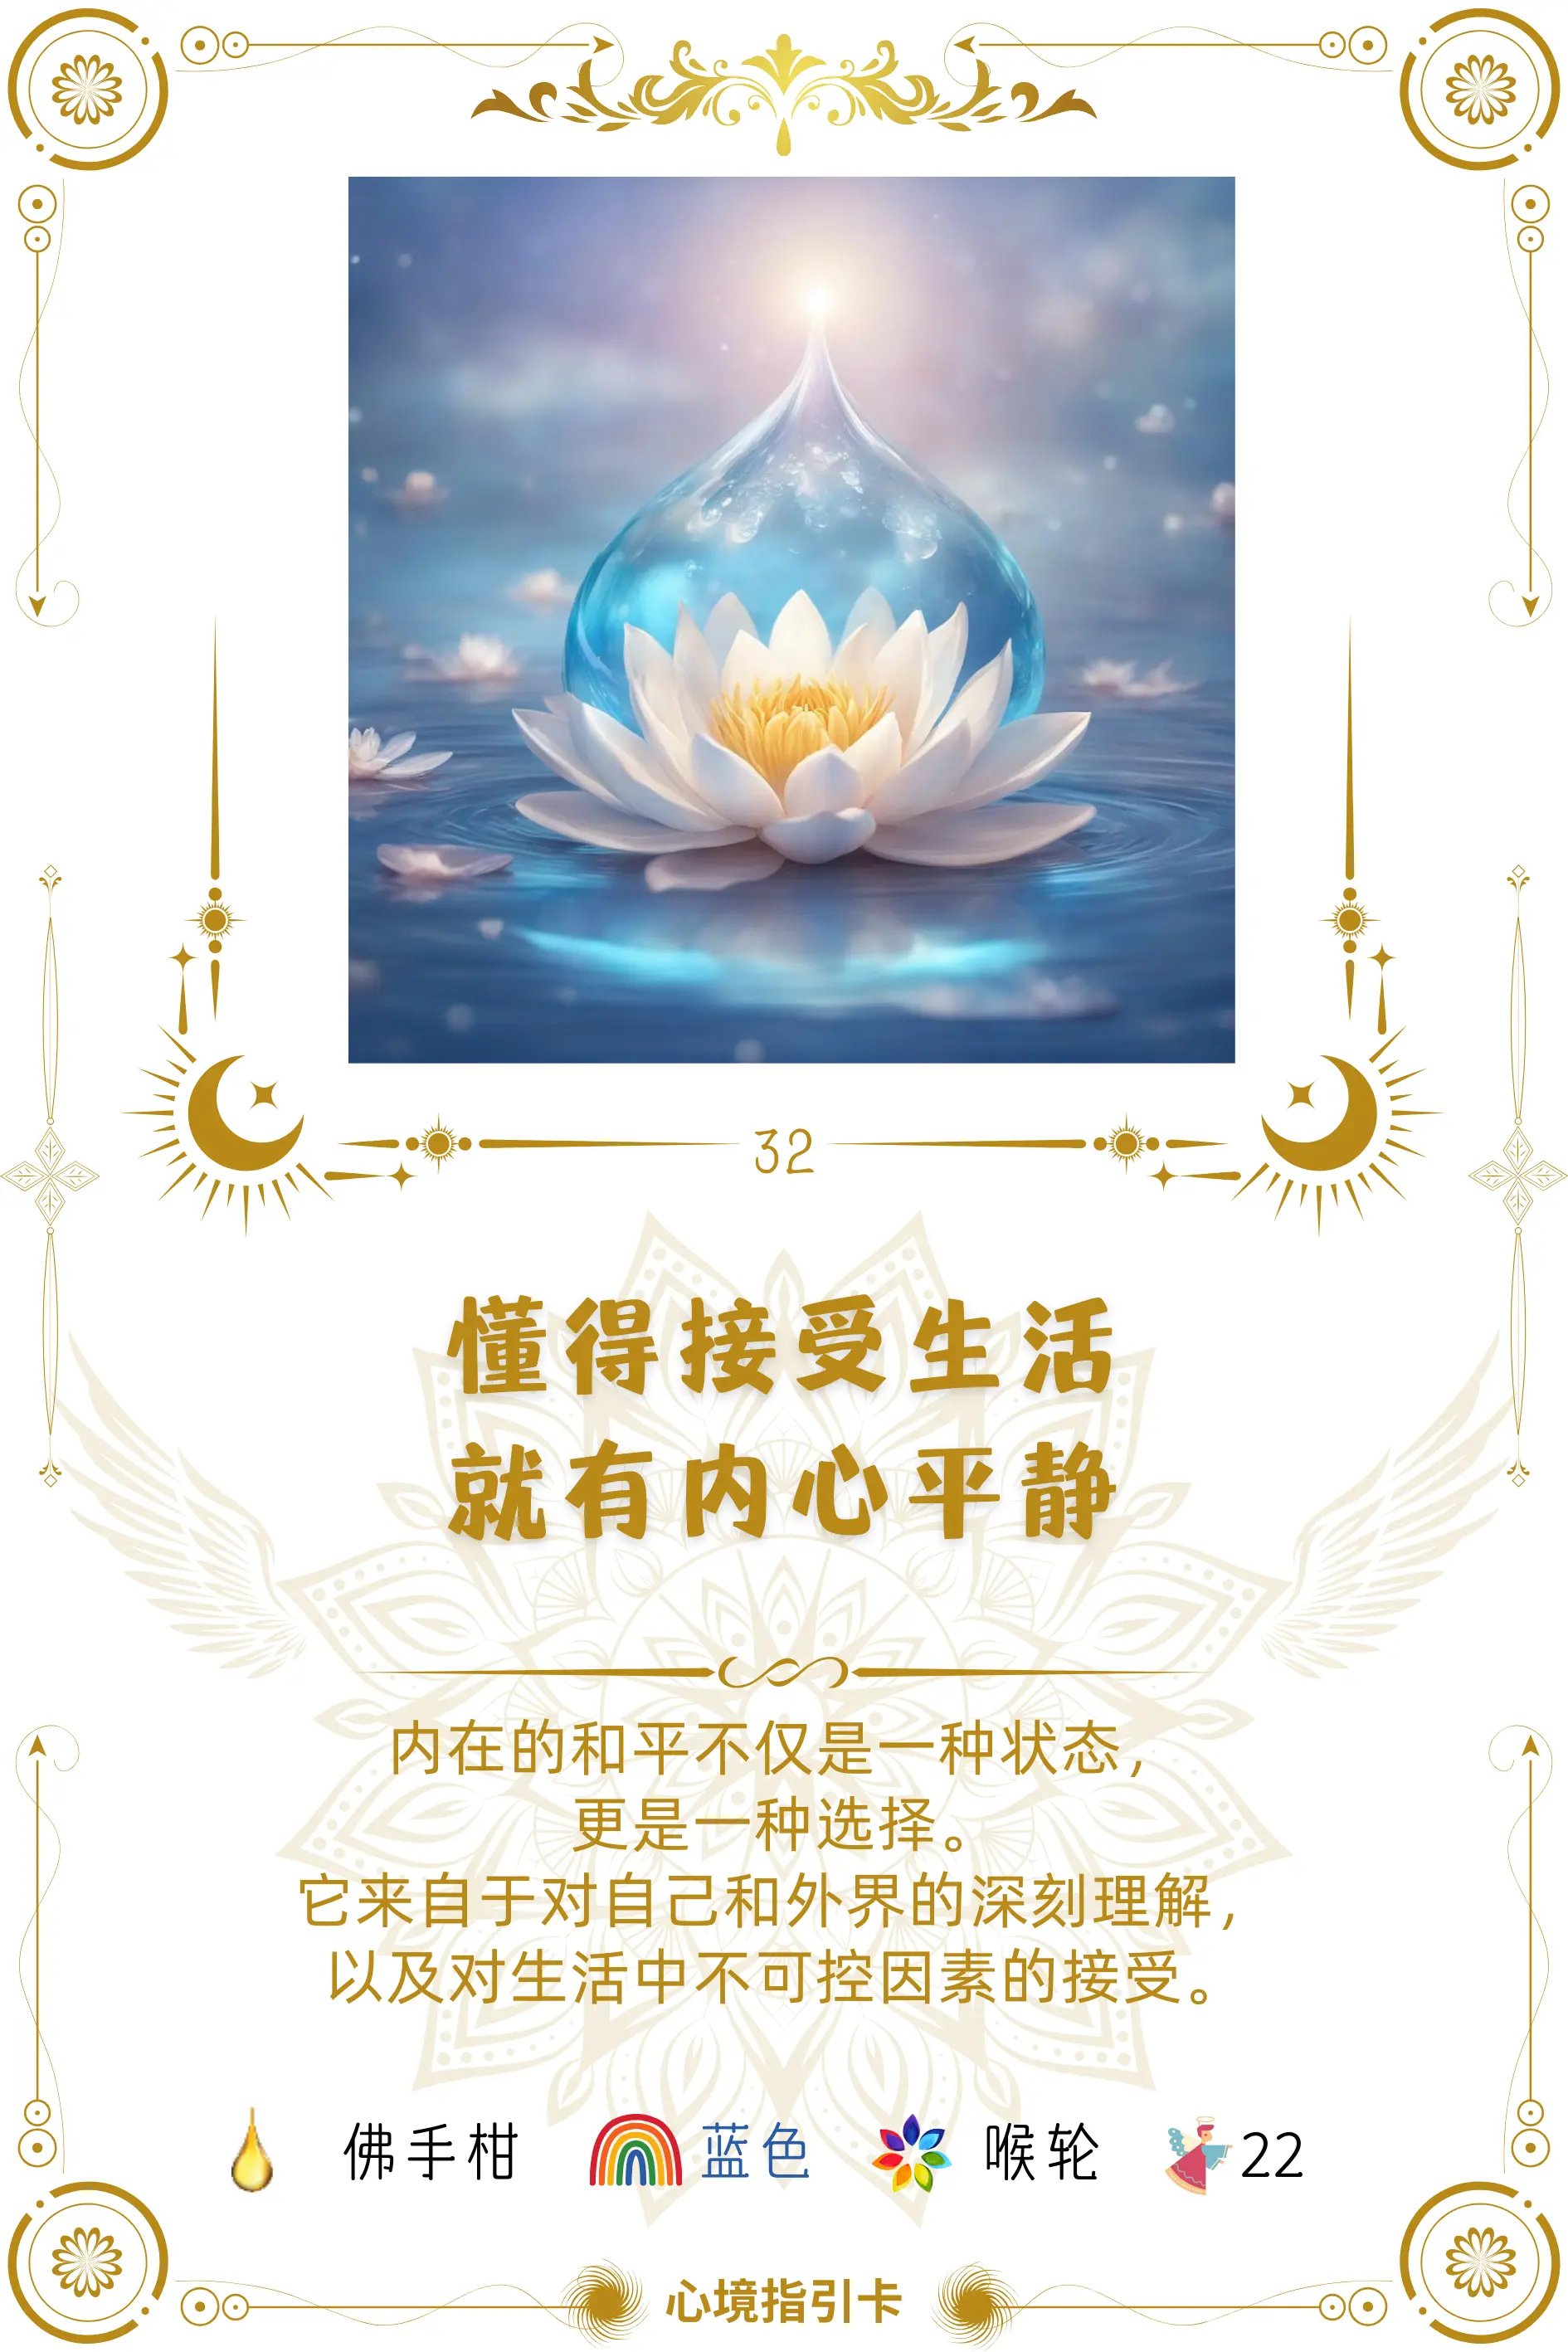 32
懂得接受生活
就有内心平静
内在的和平不仅是一种状态，
更是一种选择。
它来自于对自己和外界的深刻理解，
以及对生活中不可控因素的接受。
佛手柑 蓝色 喉轮 22
心境指引卡